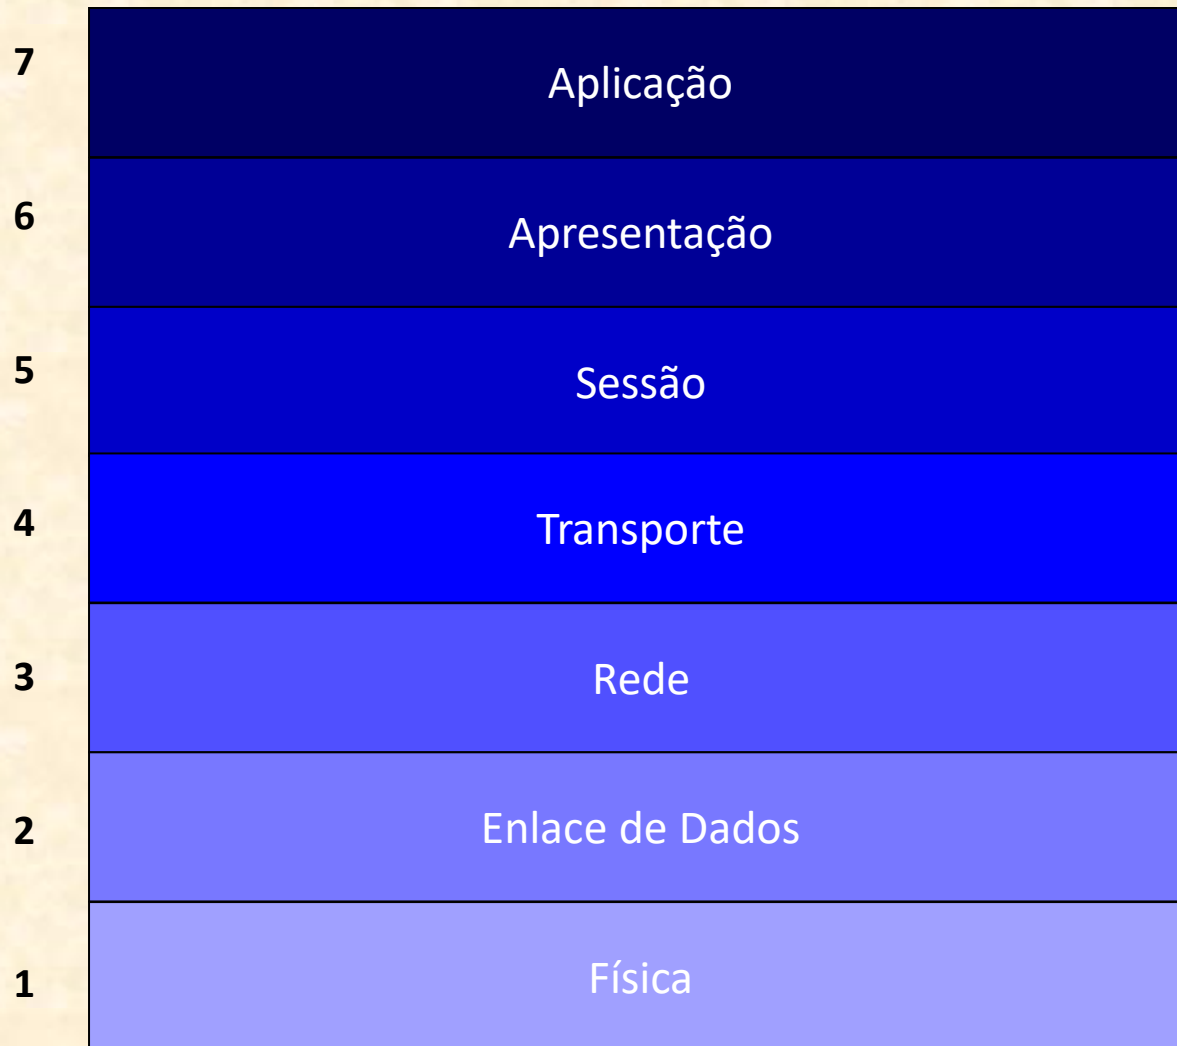 7 Aplicação
6 Apresentação
5 Sessão
4 Transporte
3 Rede
2 Enlace de Dados
1 Física